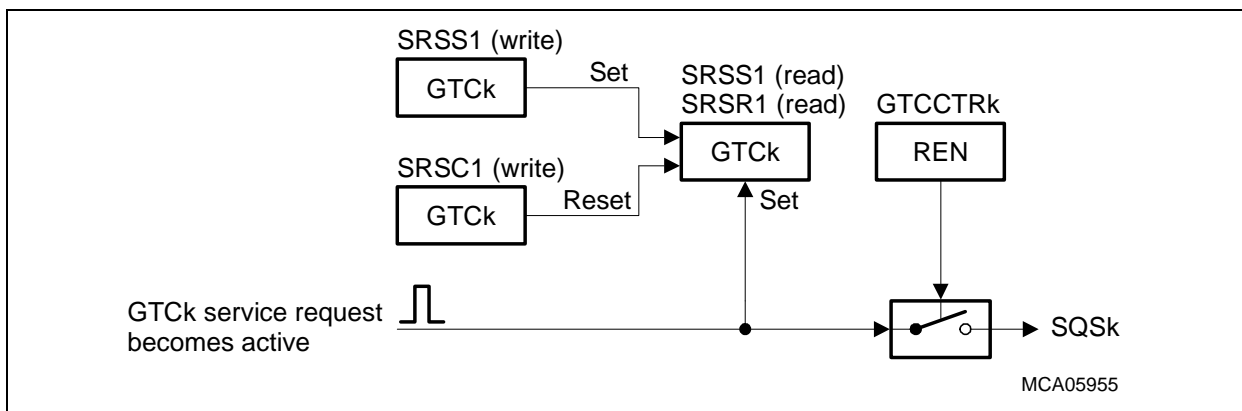 SRSS1 (write)
GTCk
Set
SRSS1 (read)
SRSR1 (read)
GTCk
GTCCTRk
REN
SRSC1 (write)
GTCk
Reset
Set
GTCk service request
becomes active
SQSk
MCA05955